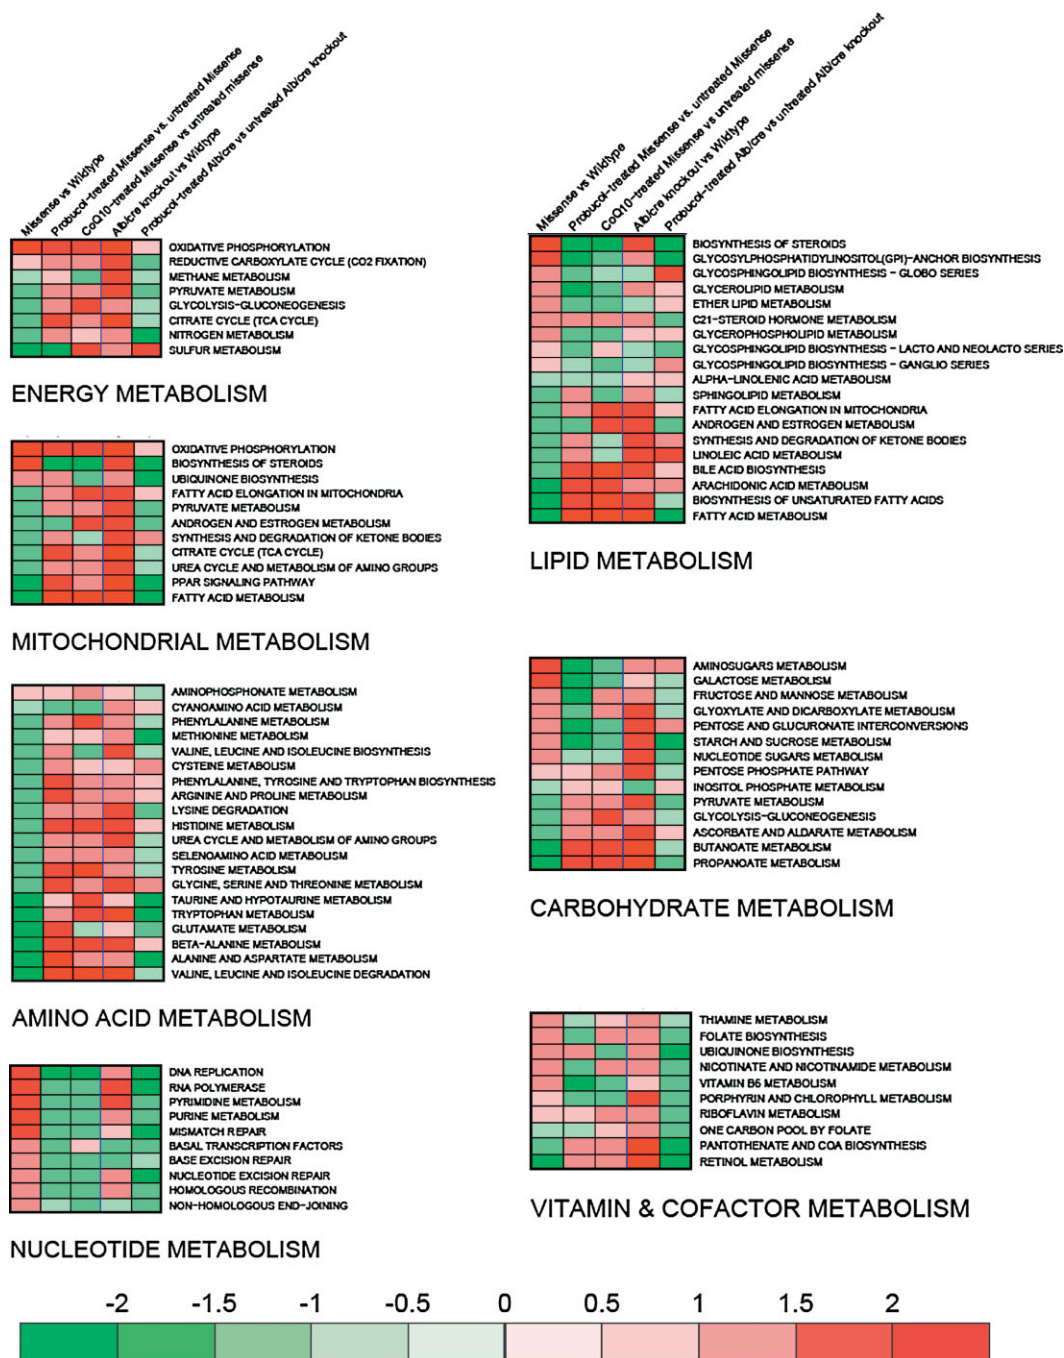 Missense vs Wildtype
Probucol-treated Missense vs. untreated Missense
CoQ10-treated Missense vs untreated missense
Alb/cre knockout vs Wildtype
Probucol-treated Alb/cre vs untreated Alb/cre knockout
OXIDATIVE PHOSPHORYLATION
REDUCTIVE CARBOXYLATE CYCLE (CO2 FIXATION)
METHANE METABOLISM
PYRUVATE METABOLISM
GLYCOLYSIS-GLUCONEOGENESIS
CITRATE CYCLE (TCA CYCLE)
NITROGEN METABOLISM
SULFUR METABOLISM
ENERGY METABOLISM
OXIDATIVE PHOSPHORYLATION
BIOSYNTHESIS OF STEROIDS
UBIQUINONE BIOSYNTHESIS
FATTY ACID ELONGATION IN MITOCHONDRIA
PYRUVATE METABOLISM
ANDROGEN AND ESTROGEN METABOLISM
SYNTHESIS AND DEGRADATION OF KETONE BODIES
CITRATE CYCLE (TCA CYCLE)
UREA CYCLE AND METABOLISM OF AMINO GROUPS
PPAR SIGNALING PATHWAY
FATTY ACID METABOLISM
MITOCHONDRIAL METABOLISM
AMINOPHOSPHONATE METABOLISM
CYANOAMINO ACID METABOLISM
PHENYLALANINE METABOLISM
METHIONINE METABOLISM
VALINE, LEUCINE AND ISOLEUCINE BIOSYNTHESIS
CYSTEINE METABOLISM
PHENYLALANINE, TYROSINE AND TRYPTOPHAN BIOSYNTHESIS
ARGININE AND PROLINE METABOLISM
LYSINE DEGRADATION
HISTIDINE METABOLISM
UREA CYCLE AND METABOLISM OF AMINO GROUPS
SELENOAMINO ACID METABOLISM
TYROSINE METABOLISM
GLYCINE, SERINE AND THREONINE METABOLISM
TAURINE AND HYPOTAURINE METABOLISM
TRYPTOPHAN METABOLISM
GLUTAMATE METABOLISM
BETA-ALANINE METABOLISM
ALANINE AND ASPARTATE METABOLISM
VALINE, LEUCINE AND ISOLEUCINE DEGRADATION
AMINO ACID METABOLISM
DNA REPLICATION
RNA POLYMERASE
PYRIMIDINE METABOLISM
PURINE METABOLISM
MISMATCH REPAIR
BASAL TRANSCRIPTION FACTORS
BASE EXCISION REPAIR
NUCLEOTIDE EXCISION REPAIR
HOMOLOGOUS RECOMBINATION
NON-HOMOLOGOUS END-JOINING
NUCLEOTIDE METABOLISM
Missense vs Wildtype
Probucol-treated Missense vs. untreated Missense
CoQ10-treated Missense vs untreated missense
Alb/cre knockout vs Wildtype
Probucol-treated Alb/cre vs untreated Alb/cre knockout
BIOSYNTHESIS OF STEROIDS
GLYCOSYLPHOSPHATIDYLINOSITOL(GPI)-ANCHOR BIOSYNTHESIS
GLYCOSPHINGOLIPID BIOSYNTHESIS - GLOBO SERIES
GLYCEROLIPID METABOLISM
ETHER LIPID METABOLISM
C21-STEROID HORMONE METABOLISM
GLYCEROPHOSPHOLIPID METABOLISM
GLYCOSPHINGOLIPID BIOSYNTHESIS - LACTO AND NEOLACTO SERIES
GLYCOSPHINGOLIPID BIOSYNTHESIS - GANGLIO SERIES
ALPHA-LINOLENIC ACID METABOLISM
SPHINGOLIPID METABOLISM
FATTY ACID ELONGATION IN MITOCHONDRIA
ANDROGEN AND ESTROGEN METABOLISM
SYNTHESIS AND DEGRADATION OF KETONE BODIES
LINOLEIC ACID METABOLISM
BILE ACID BIOSYNTHESIS
ARACHIDONIC ACID METABOLISM
BIOSYNTHESIS OF UNSATURATED FATTY ACIDS
FATTY ACID METABOLISM
LIPID METABOLISM
AMINOSUGARS METABOLISM
GALACTOSE METABOLISM
FRUCTOSE AND MANNOSE METABOLISM
GLYOXYLATE AND DICARBOXYLATE METABOLISM
PENTOSE AND GLUCURONATE INTERCONVERSIONS
STARCH AND SUCROSE METABOLISM
NUCLEOTIDE SUGARS METABOLISM
PENTOSE PHOSPHATE PATHWAY
INOSITOL PHOSPHATE METABOLISM
PYRUVATE METABOLISM
GLYCOLYSIS-GLUCONEOGENESIS
ASCORBATE AND ALDARATE METABOLISM
BUTANOATE METABOLISM
PROPANOATE METABOLISM
CARBOHYDRATE METABOLISM
THIAMINE METABOLISM
FOLATE BIOSYNTHESIS
UBIQUINONE BIOSYNTHESIS
NICOTINATE AND NICOTINAMIDE METABOLISM
VITAMIN B6 METABOLISM
PORPHYRIN AND CHLOROPHYLL METABOLISM
RIBOFLAVIN METABOLISM
ONE CARBON POOL BY FOLATE
PANTOTHENATE AND COA BIOSYNTHESIS
RETINOL METABOLISM
VITAMIN & COFACTOR METABOLISM
-2 -1.5 -1 -0.5 0 0.5 1 1.5 2